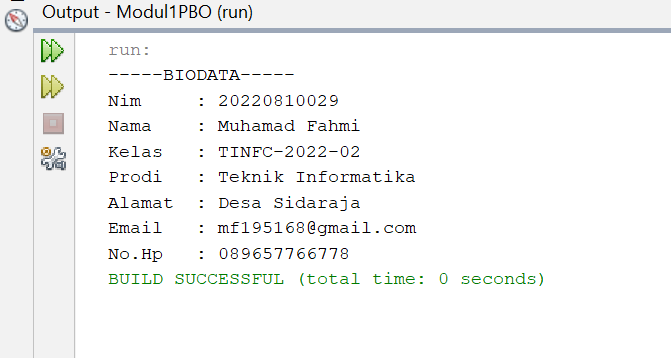 Output - Modul1PBO (run)
run:
-----BIODATA-----
Nim     : 20220810029
Nama    : Muhamad Fahmi
Kelas   : TINFC-2022-02
Prodi   : Teknik Informatika
Alamat  : Desa Sidaraja
Email   : mf195168@gmail.com
No.Hp   : 089657766778
BUILD SUCCESSFUL (total time: 0 seconds)